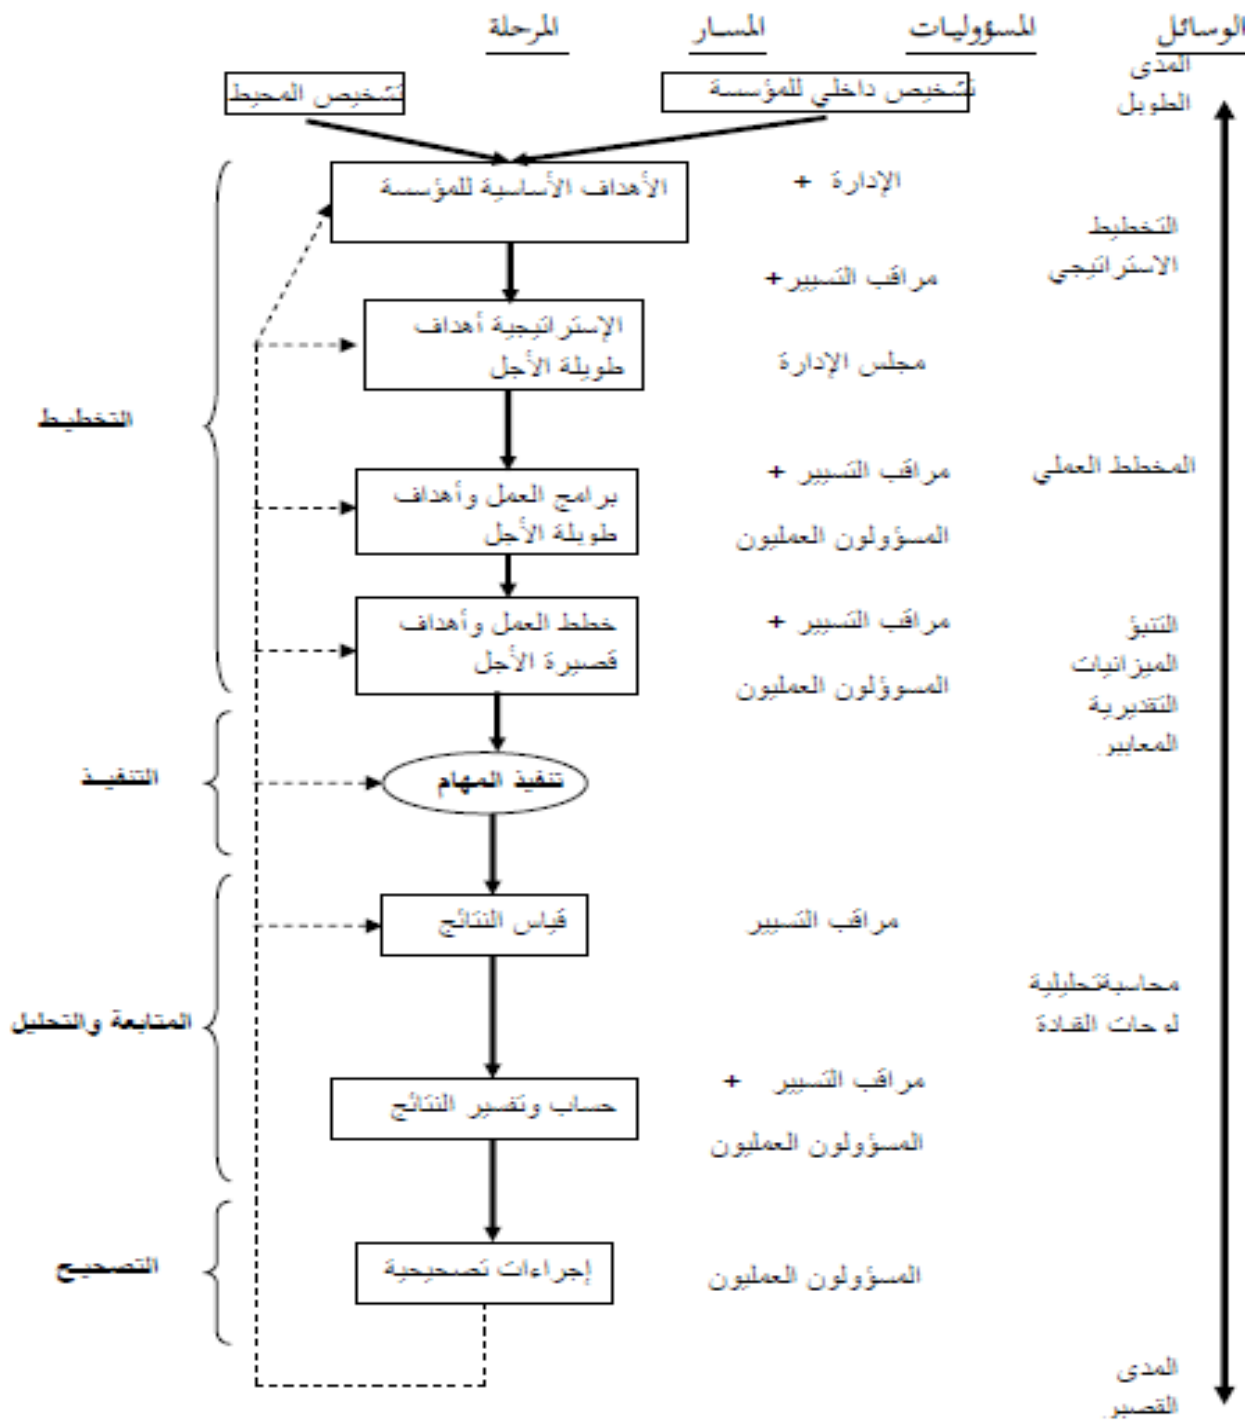 الوسائل
المسؤوليات
المسار
المرحلة
المدى
الطويل
تشخيص داخلي للمؤسسة
تشخيص المحيط
الأهداف الأساسية للمؤسسة
الإدارة +
التخطيط
الاستراتيجي
مراقب التسيير+
الإستراتيجية أهداف
طويلة الأجل
مجلس الإدارة
التخطيط
المخطط العملي
مراقب التسيير +
المسؤولون العمليون
برامج العمل وأهداف
طويلة الأجل
خطط العمل وأهداف
قصيرة الأجل
مراقب التسيير +
المسوؤلون العمليون
التنبؤ
الميزانيات
التقديرية
المعايير
تنفيذ المهام
التنفيذ
قياس النتائج
مراقب التسيير
محاسبةتحليلية
لوحات القيادة
المتابعة والتحليل
حساب وتفسير النتائج
مراقب التسيير +
المسؤولون العمليون
التصحيح
إجراءات تصحيحية
المسؤولون العمليون
المدى
القصير